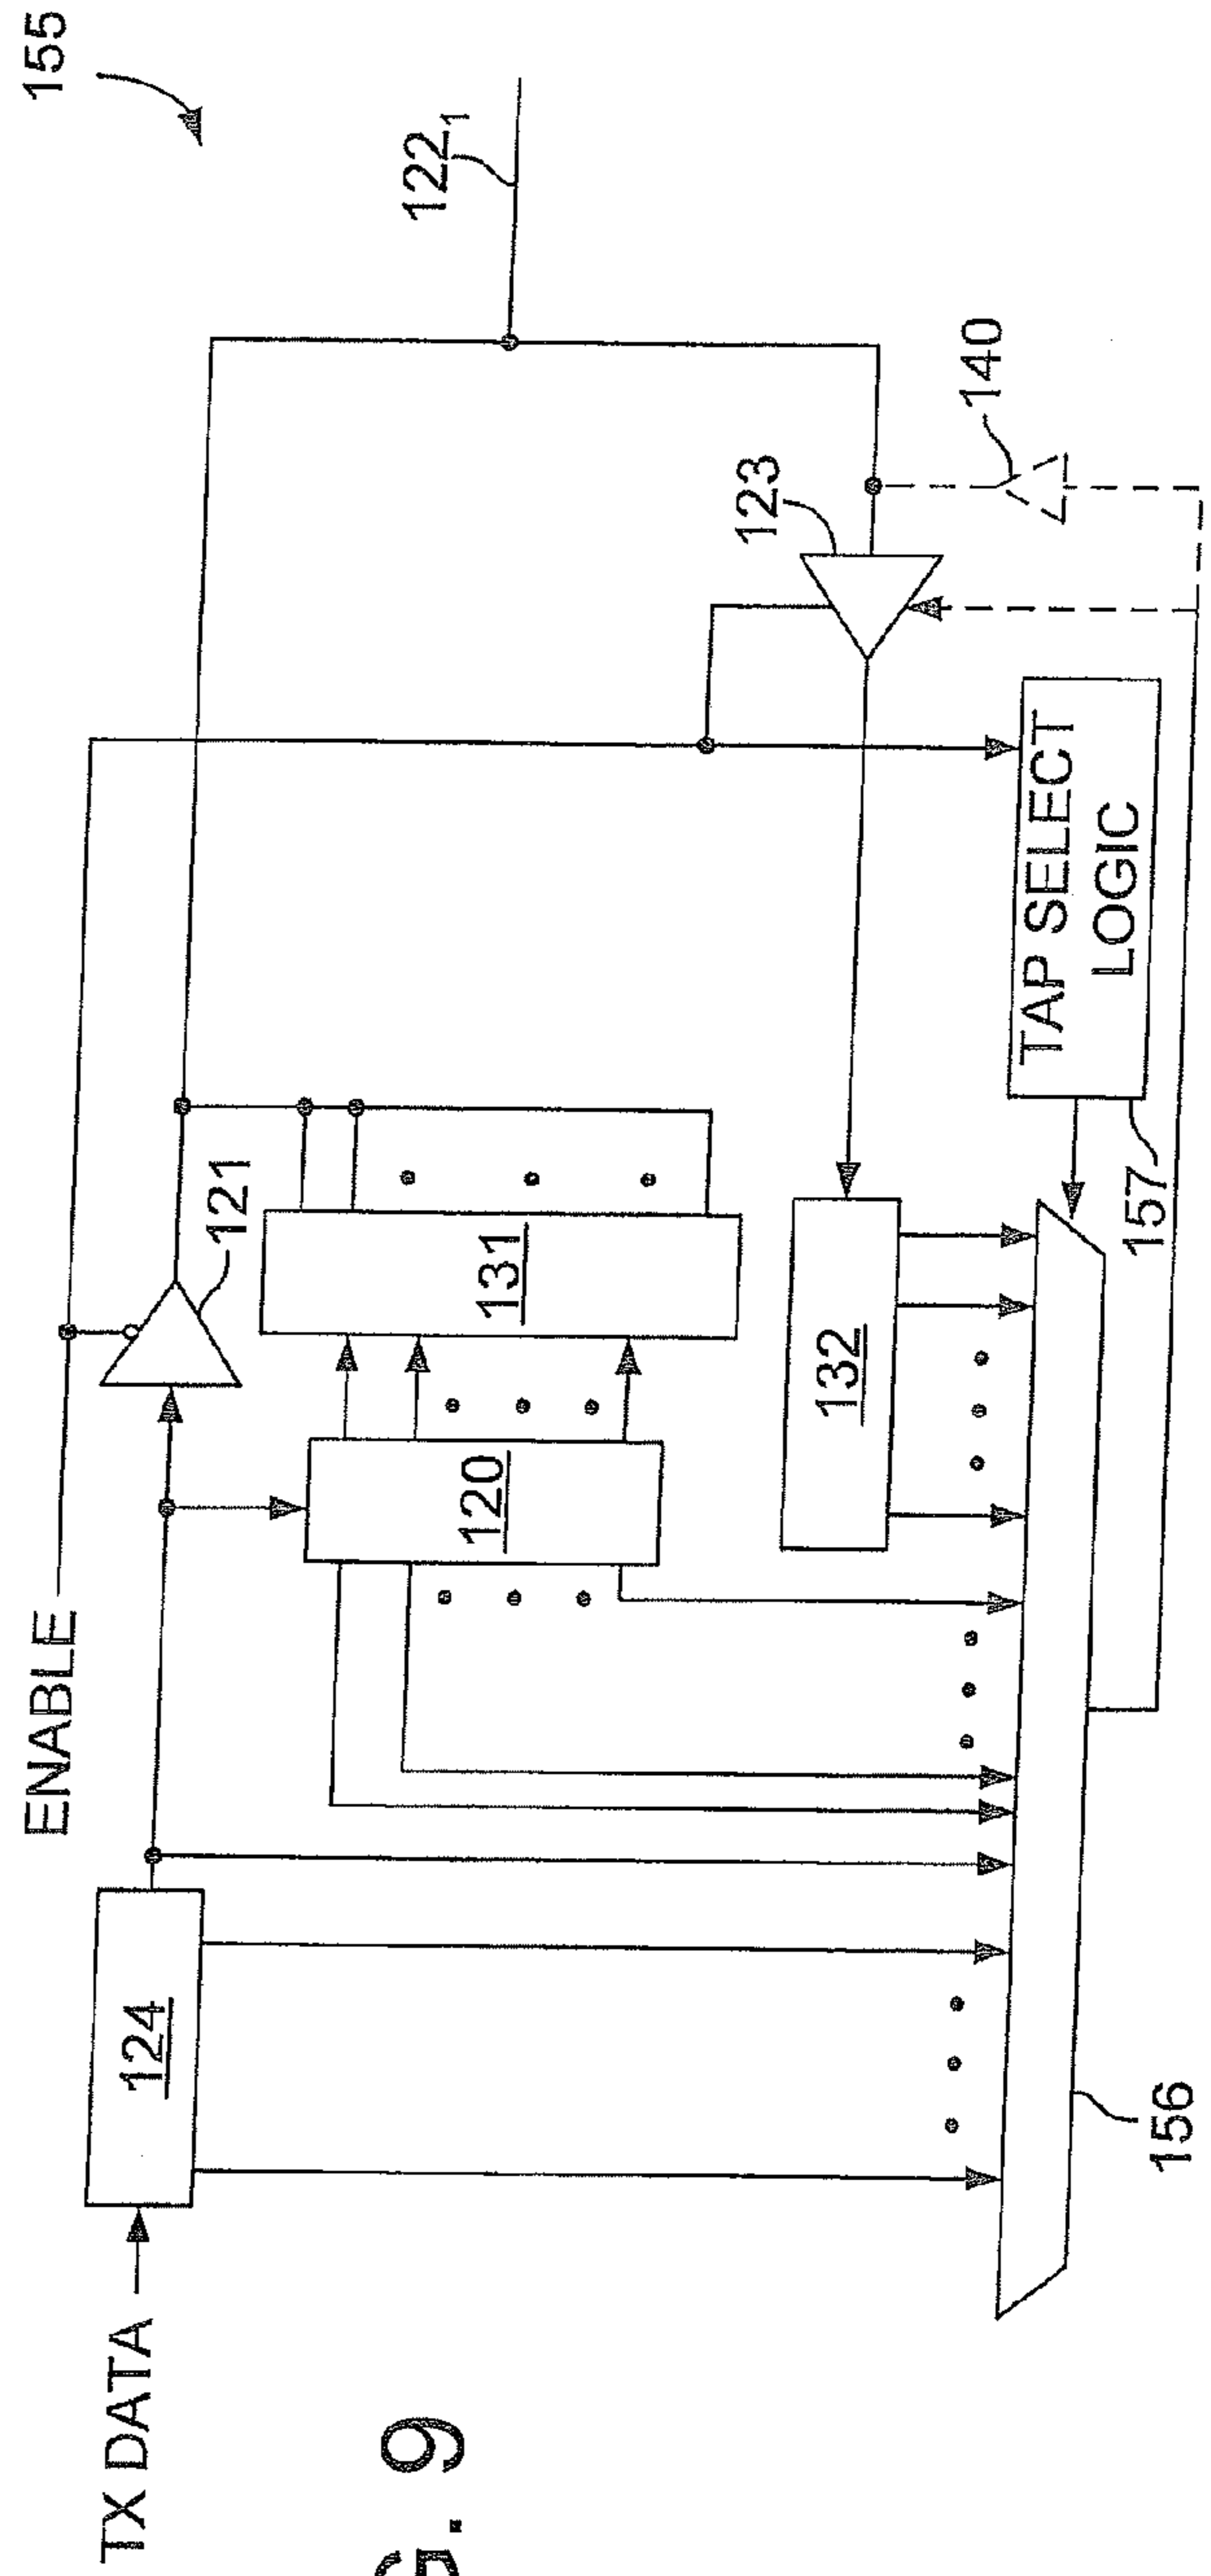 155
ENABLE
TX DATA
124
121
122₁
120
131
123
132
140
TAP SELECT
LOGIC
157
156
G. 9